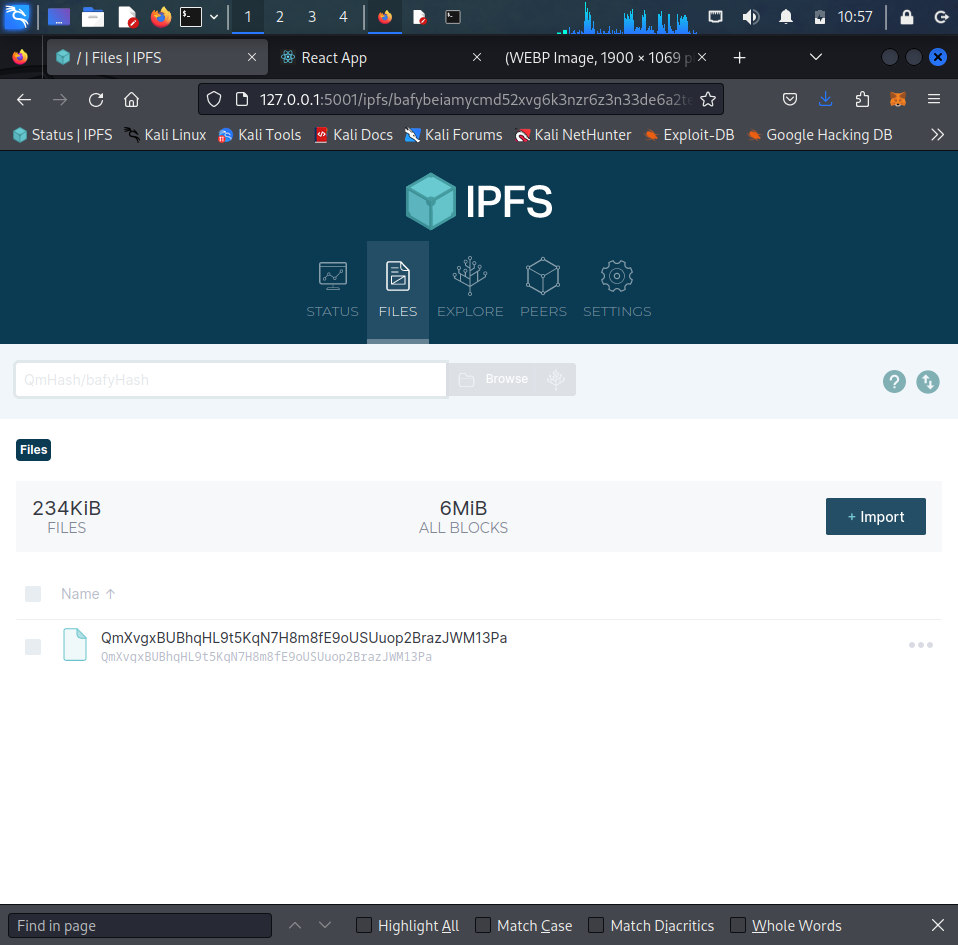 1 2 3 4 10:57
/ | Files | IPFS React App (WEBP Image, 1900 × 1069 p
127.0.0.1:5001/ipfs/bafybeiamycmd52xvg6k3nzr6z3n33de6a2te
Status | IPFS Kali Linux Kali Tools Kali Docs Kali Forums Kali NetHunter Exploit-DB Google Hacking DB
IPFS
STATUS FILES EXPLORE PEERS SETTINGS
QmHash/bafyHash Browse
Files
234KiB 6MiB
FILES ALL BLOCKS
+ Import
Name ↑
QmXvgxBUBhqHL9t5KqN7H8m8fE9oUSUuop2BrazJWM13Pa
QmXvgxBUBhqHL9t5KqN7H8m8fE9oUSUuop2BrazJWM13Pa
Find in page Highlight All Match Case Match Diacritics Whole Words